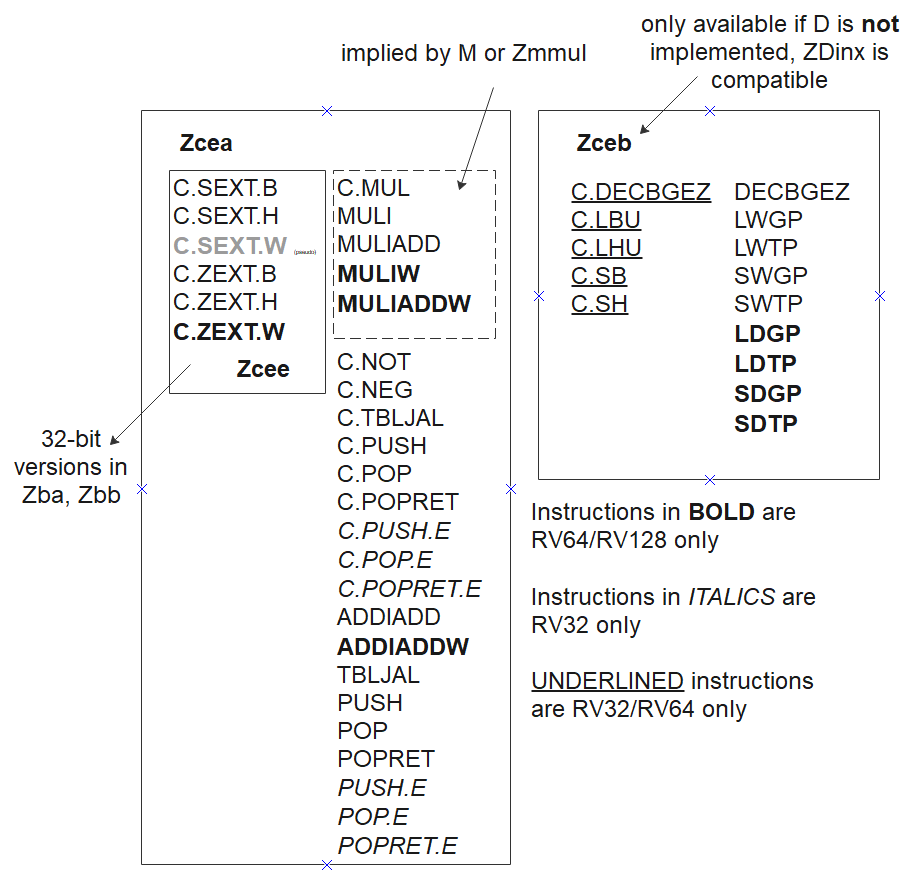 only available if D is not
implemented, ZDinx is
compatible
implied by M or Zmmul
Zcea
C.SEXT.B
C.SEXT.H
C.SEXT.W (pseudo)
C.ZEXT.B
C.ZEXT.H
C.ZEXT.W
Zcee
32-bit
versions in
Zba, Zbb
C.MUL
MULI
MULIADD
MULIW
MULIADDW
C.NOT
C.NEG
C.TBLJAL
C.PUSH
C.POP
C.POPRET
C.PUSH.E
C.POP.E
C.POPRET.E
ADDIADD
ADDIADDW
TBLJAL
PUSH
POP
POPRET
PUSH.E
POP.E
POPRET.E
Zceb
C.DECBGEZ
C.LBU
C.LHU
C.SB
C.SH
DECBGEZ
LWGP
LWTP
SWGP
SWTP
LDGP
LDTP
SDGP
SDTP
Instructions in BOLD are
RV64/RV128 only
Instructions in ITALICS are
RV32 only
UNDERLINED instructions
are RV32/RV64 only